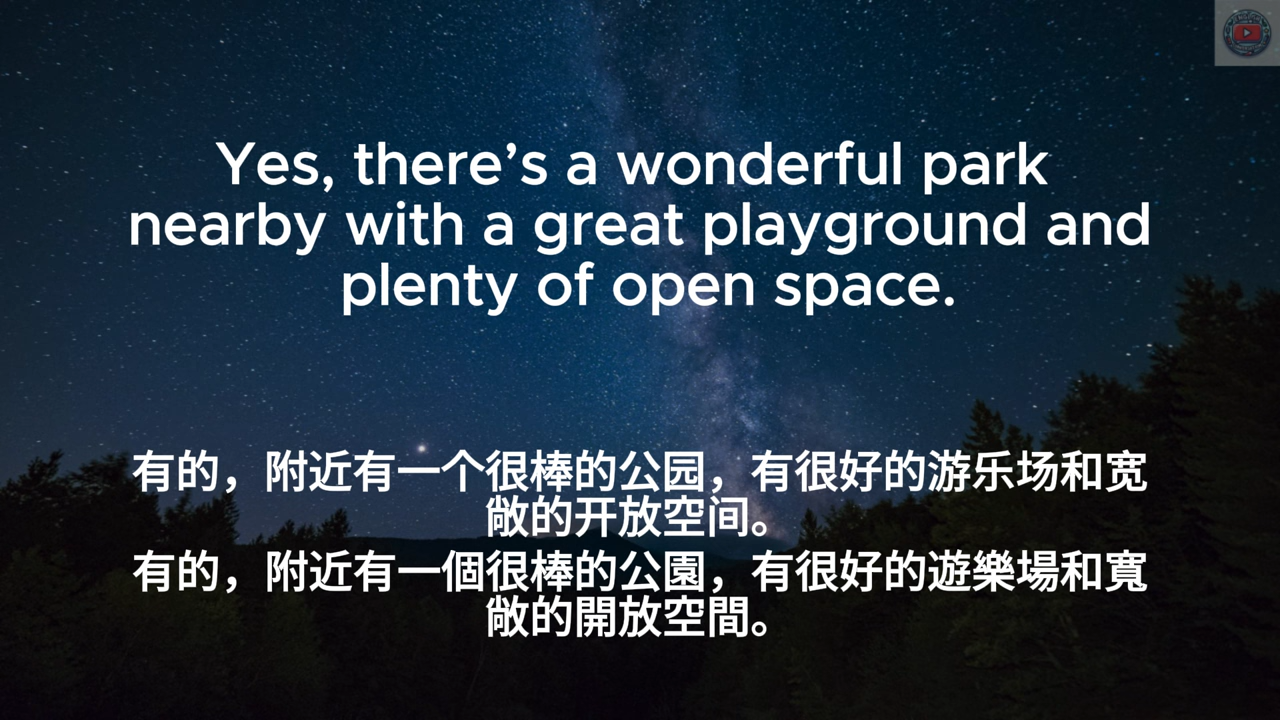 Yes, there’s a wonderful park
nearby with a great playground and
plenty of open space.
有的，附近有一个很棒的公园，有很好的游乐场和宽
敞的开放空间。
有的，附近有一個很棒的公園，有很好的遊樂場和寬
敞的開放空間。